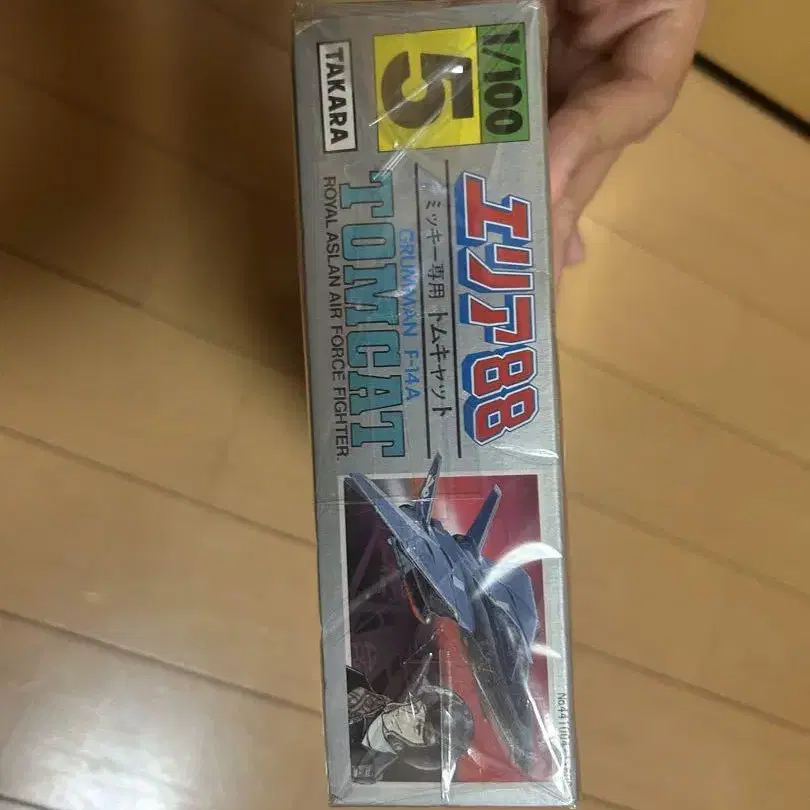 1/100
5
TAKARA
エリア88
ミッキー専用 トムキャット
GRUMMAN F-14A
TOMCAT
ROYAL ASLAN AIR FORCE FIGHTER